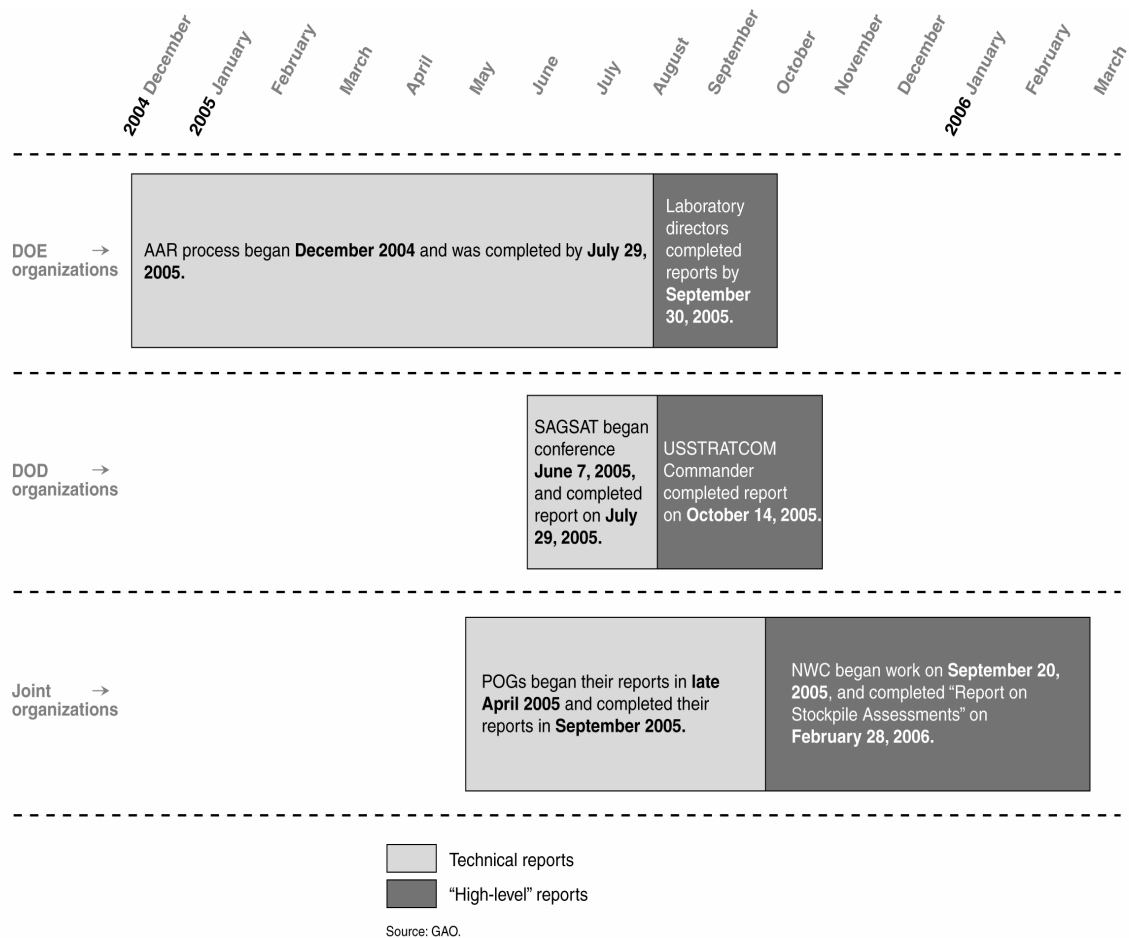 2004 December
2005 January
February
March
April
May
June
July
August
September
October
November
December
2006 January
February
March
DOE →
organizations
AAR process began December 2004 and was completed by July 29,
2005.
Laboratory
directors
completed
reports by
September
30, 2005.
DOD →
organizations
SAGSAT began
conference
June 7, 2005,
and completed
report on July
29, 2005.
USSTRATCOM
Commander
completed report
on October 14, 2005.
Joint →
organizations
POGs began their reports in late
April 2005 and completed their
reports in September 2005.
NWC began work on September 20,
2005, and completed “Report on
Stockpile Assessments” on
February 28, 2006.
Technical reports
“High-level” reports
Source: GAO.